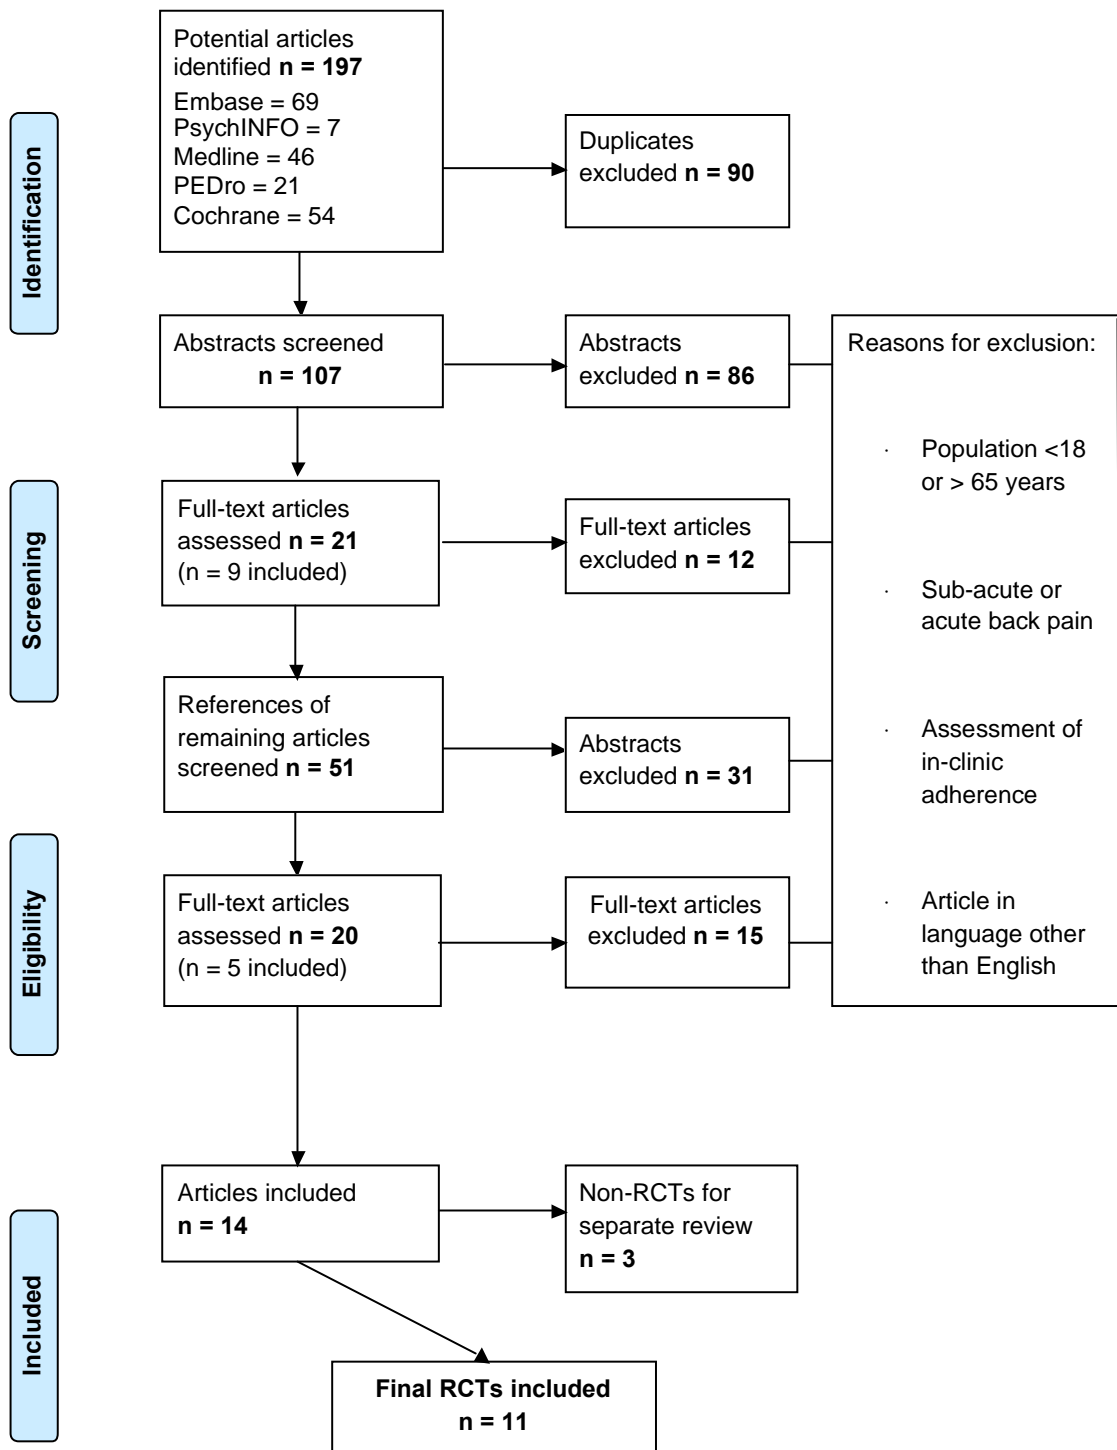 Potential articles
identified n = 197
Embase = 69
PsychINFO = 7
Medline = 46
PEDro = 21
Cochrane = 54
Duplicates
excluded n = 90
Identification
Abstracts screened
n = 107
Abstracts
excluded n = 86
Reasons for exclusion:
· Population <18
or > 65 years
· Sub-acute or
acute back pain
· Assessment of
in-clinic
adherence
· Article in
language other
than English
Screening
Full-text articles
assessed n = 21
(n = 9 included)
Full-text articles
excluded n = 12
References of
remaining articles
screened n = 51
Abstracts
excluded n = 31
Eligibility
Full-text articles
assessed n = 20
(n = 5 included)
Full-text articles
excluded n = 15
Included
Articles included
n = 14
Non-RCTs for
separate review
n = 3
Final RCTs included
n = 11